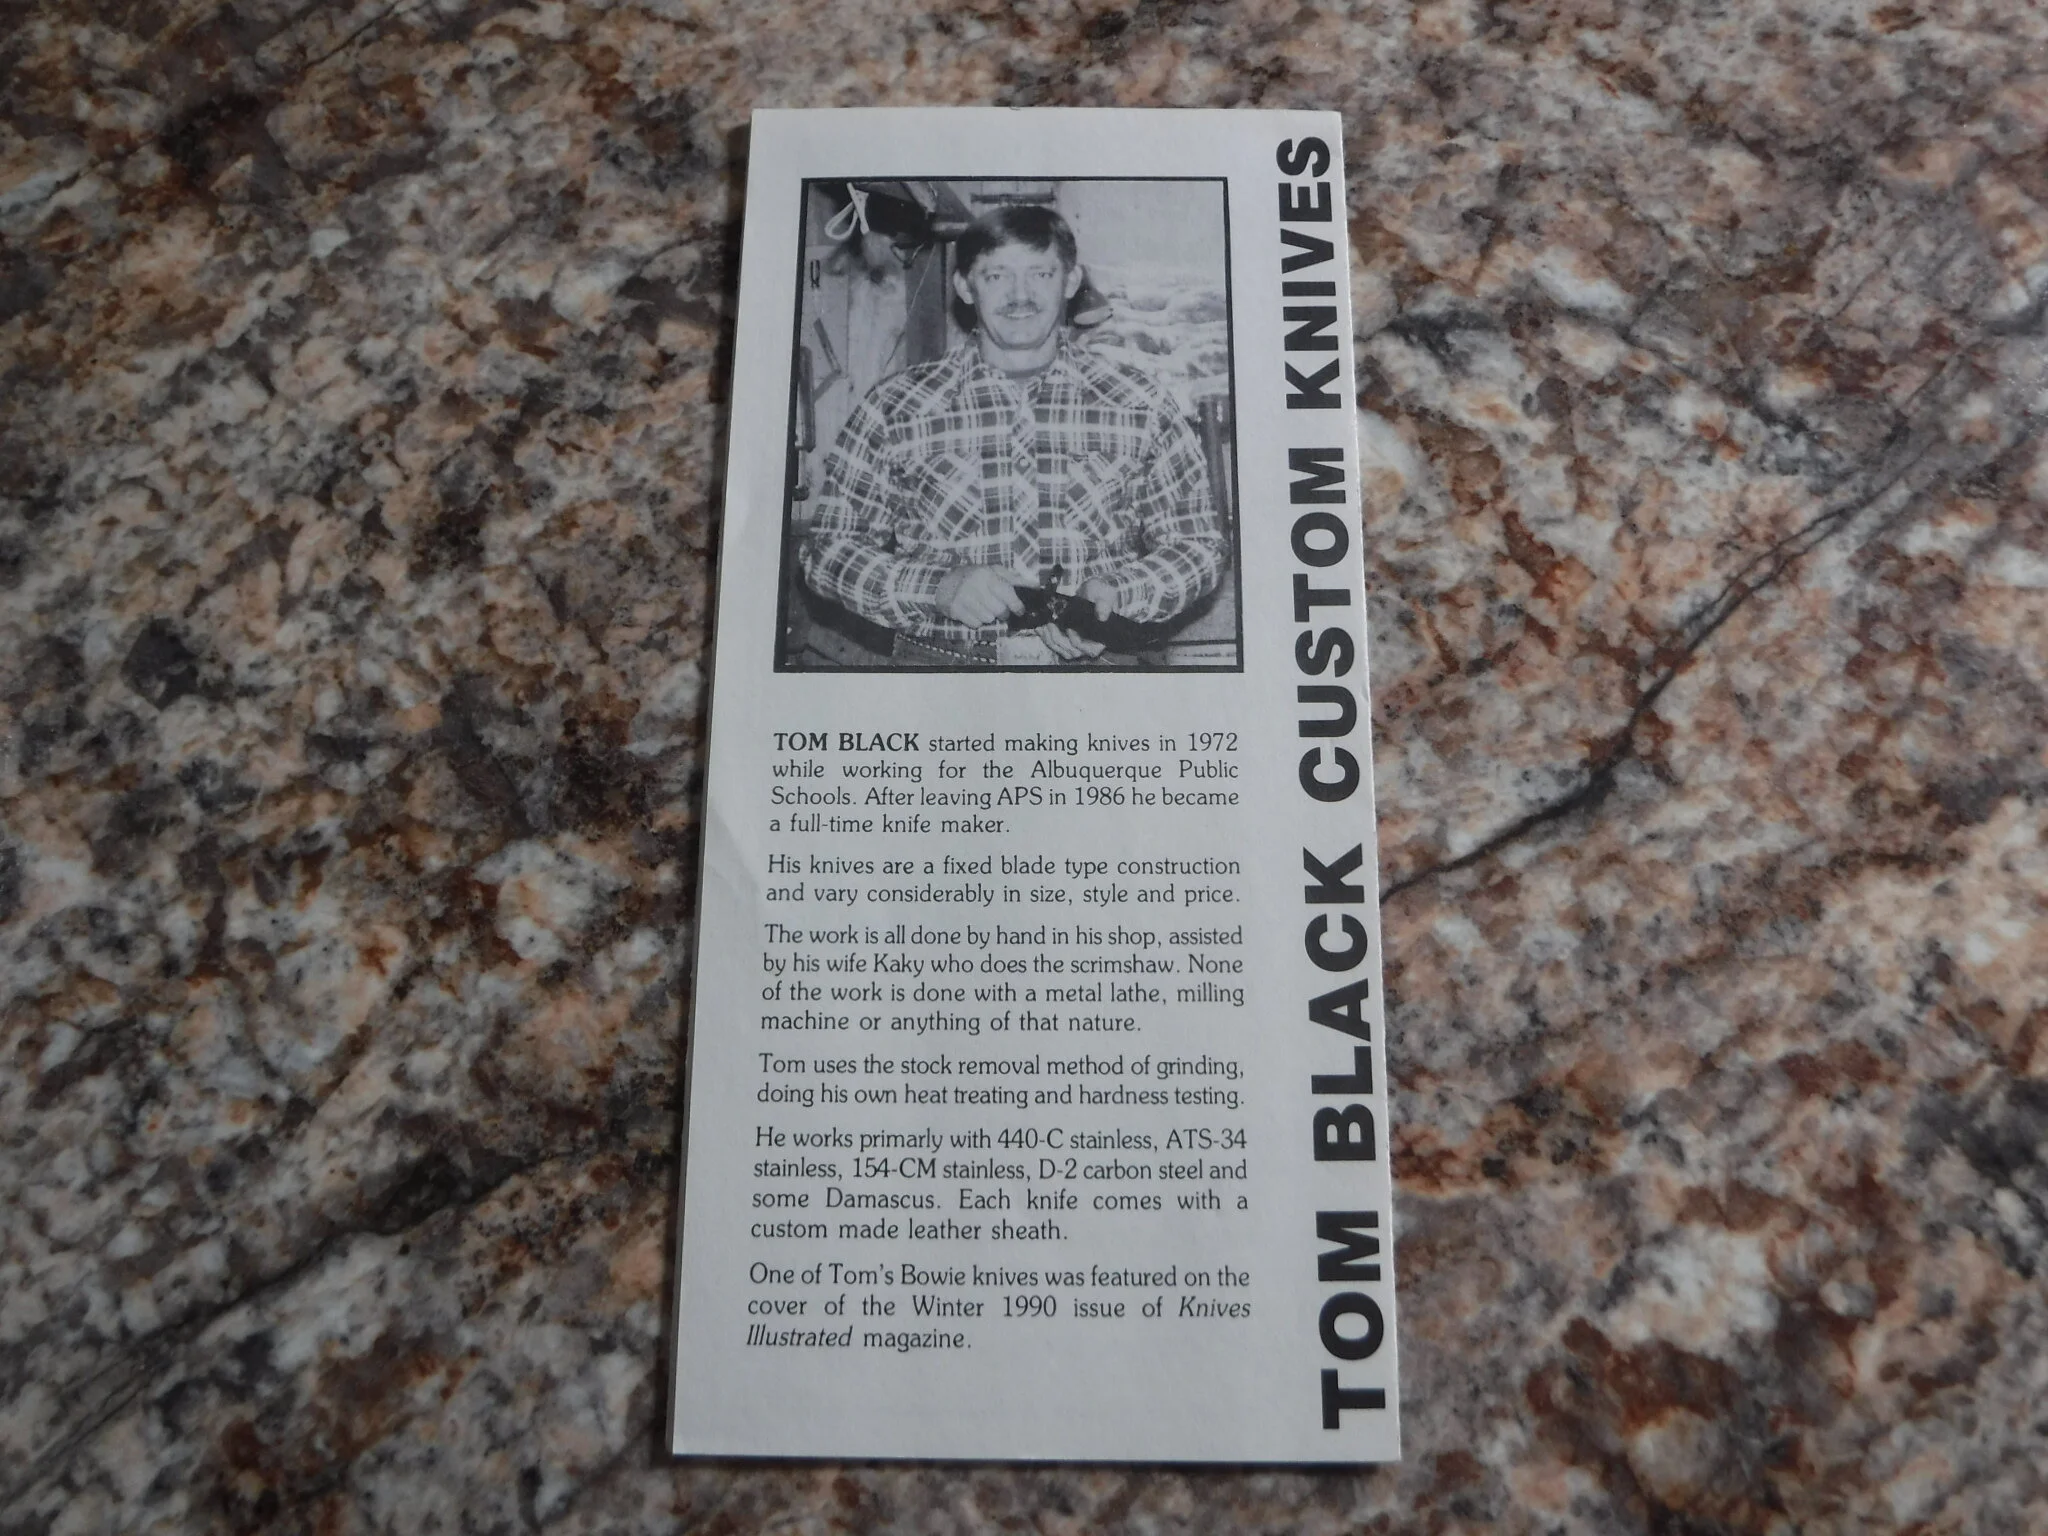 TOM BLACK CUSTOM KNIVES
TOM BLACK started making knives in 1972
while working for the Albuquerque Public
Schools. After leaving APS in 1986 he became
a full-time knife maker.
His knives are a fixed blade type construction
and vary considerably in size, style and price.
The work is all done by hand in his shop, assisted
by his wife Kaky who does the scrimshaw. None
of the work is done with a metal lathe, milling
machine or anything of that nature.
Tom uses the stock removal method of grinding,
doing his own heat treating and hardness testing.
He works primarly with 440-C stainless, ATS-34
stainless, 154-CM stainless, D-2 carbon steel and
some Damascus. Each knife comes with a
custom made leather sheath.
One of Tom's Bowie knives was featured on the
cover of the Winter 1990 issue of Knives
Illustrated magazine.